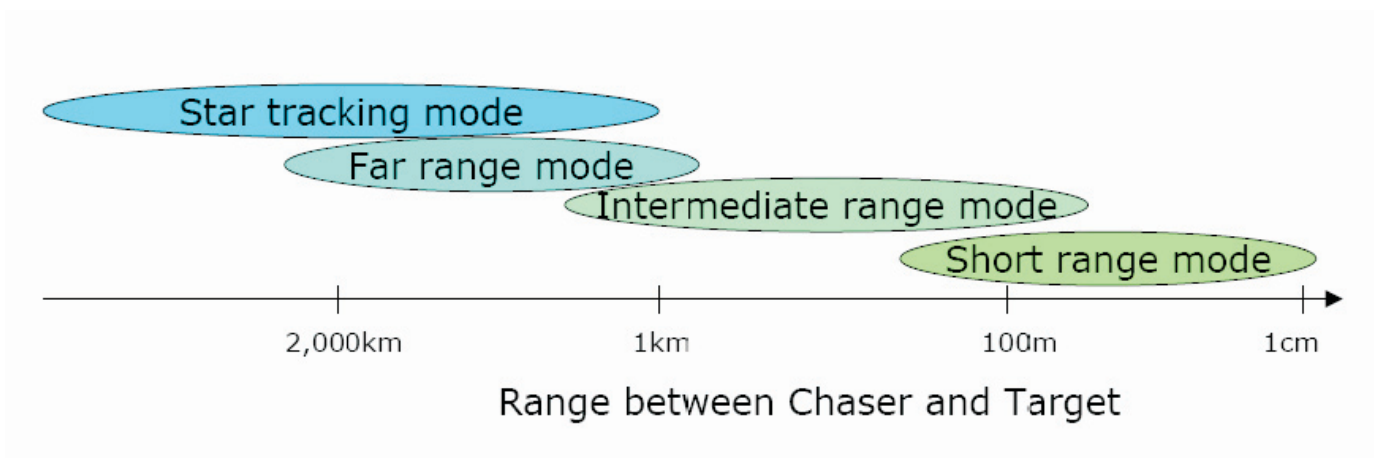 Star tracking mode
Far range mode
Intermediate range mode
Short range mode
2,000km 1km 100m 1cm
Range between Chaser and Target